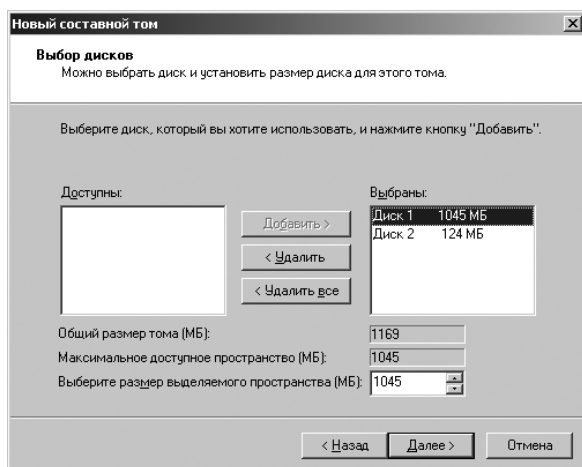 Новый составной том
Выбор дисков
Можно выбрать диск и установить размер диска для этого тома.
Выберите диск, который вы хотите использовать, и нажмите кнопку "Добавить".
Доступны:
Выбраны:
Добавить >
< Удалить
< Удалить все
Диск 1 1045 МБ
Диск 2 124 МБ
Общий размер тома (МБ): 1169
Максимальное доступное пространство (МБ): 1045
Выберите размер выделяемого пространства (МБ): 1045
< Назад Далее > Отмена